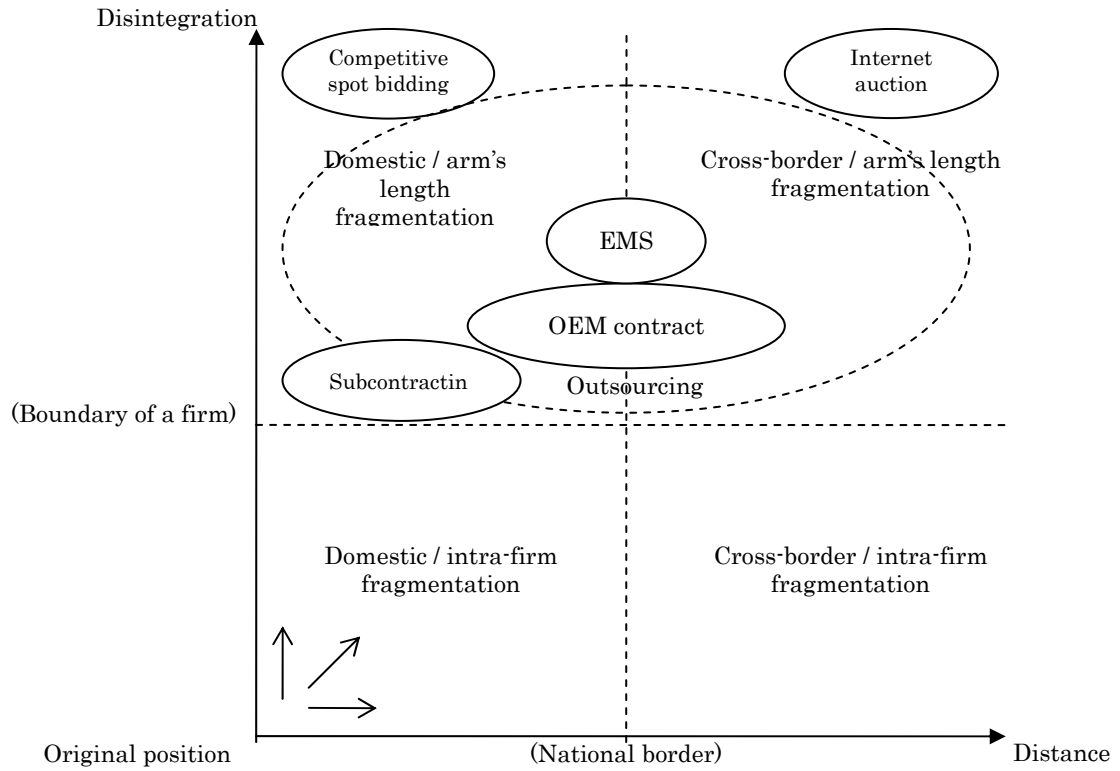 Disintegration
Competitive
spot bidding
Internet
auction
Domestic / arm's
length
fragmentation
Cross-border / arm's length
fragmentation
EMS
OEM contract
Subcontractin
Outsourcing
(Boundary of a firm)
Domestic / intra-firm
fragmentation
Cross-border / intra-firm
fragmentation
Original position
(National border)
Distance